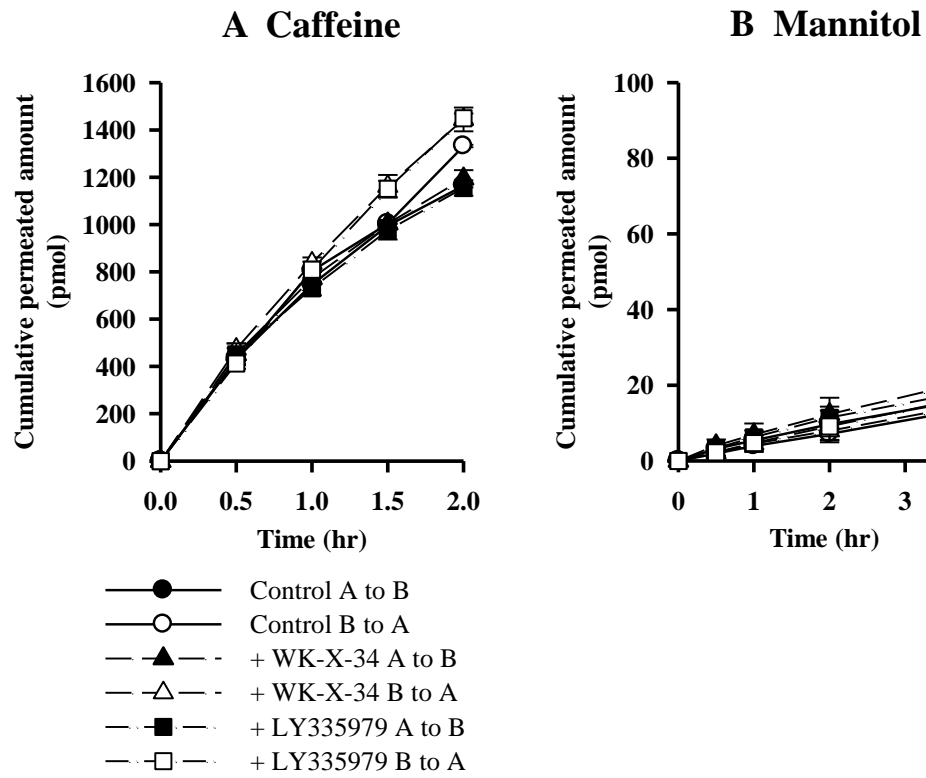 A Caffeine
Cumulative permeated amount
(pmol)
1600
1400
1200
1000
800
600
400
200
0
0.0 0.5 1.0 1.5 2.0
Time (hr)
B Mannitol
Cumulative permeated amount
(pmol)
100
80
60
40
20
0
0 1 2 3
Time (hr)
Control A to B
Control B to A
+ WK-X-34 A to B
+ WK-X-34 B to A
+ LY335979 A to B
+ LY335979 B to A